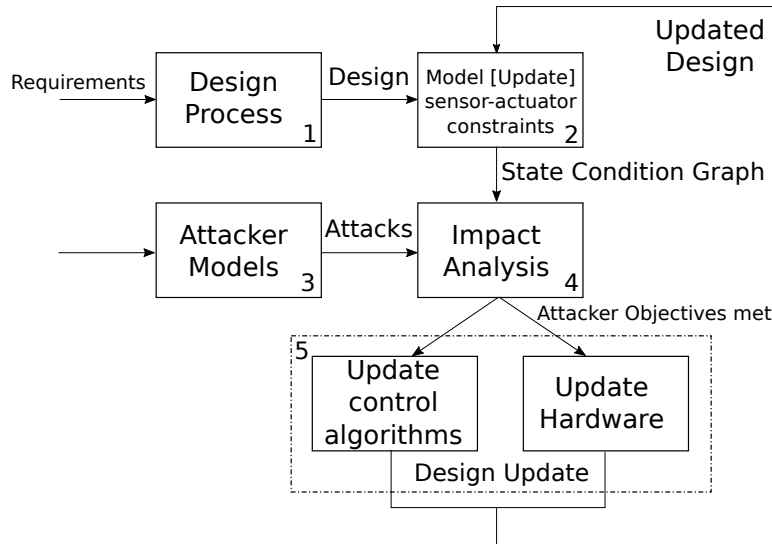 Updated
Design
Requirements
Design
Process
1
Design
Model [Update]
sensor-actuator
constraints
2
State Condition Graph
Attacker
Models
3
Attacks
Impact
Analysis
4
Attacker Objectives met
5
Update
control
algorithms
Update
Hardware
Design Update